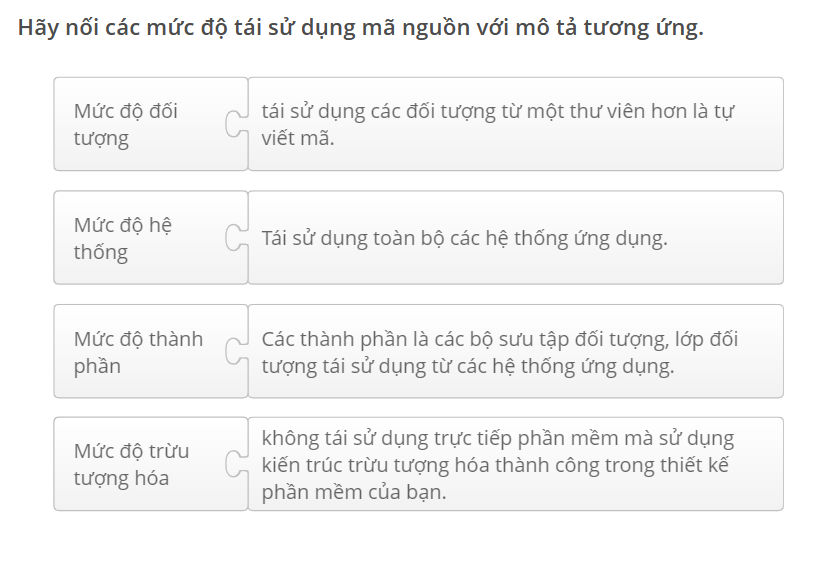 Hãy nối các mức độ tái sử dụng mã nguồn với mô tả tương ứng.
Mức độ đối
tượng
tái sử dụng các đối tượng từ một thư viên hơn là tự
viết mã.
Mức độ hệ
thống
Tái sử dụng toàn bộ các hệ thống ứng dụng.
Mức độ thành
phần
Các thành phần là các bộ sưu tập đối tượng, lớp đối
tượng tái sử dụng từ các hệ thống ứng dụng.
Mức độ trừu
tượng hóa
không tái sử dụng trực tiếp phần mềm mà sử dụng
kiến trúc trừu tượng hóa thành công trong thiết kế
phần mềm của bạn.